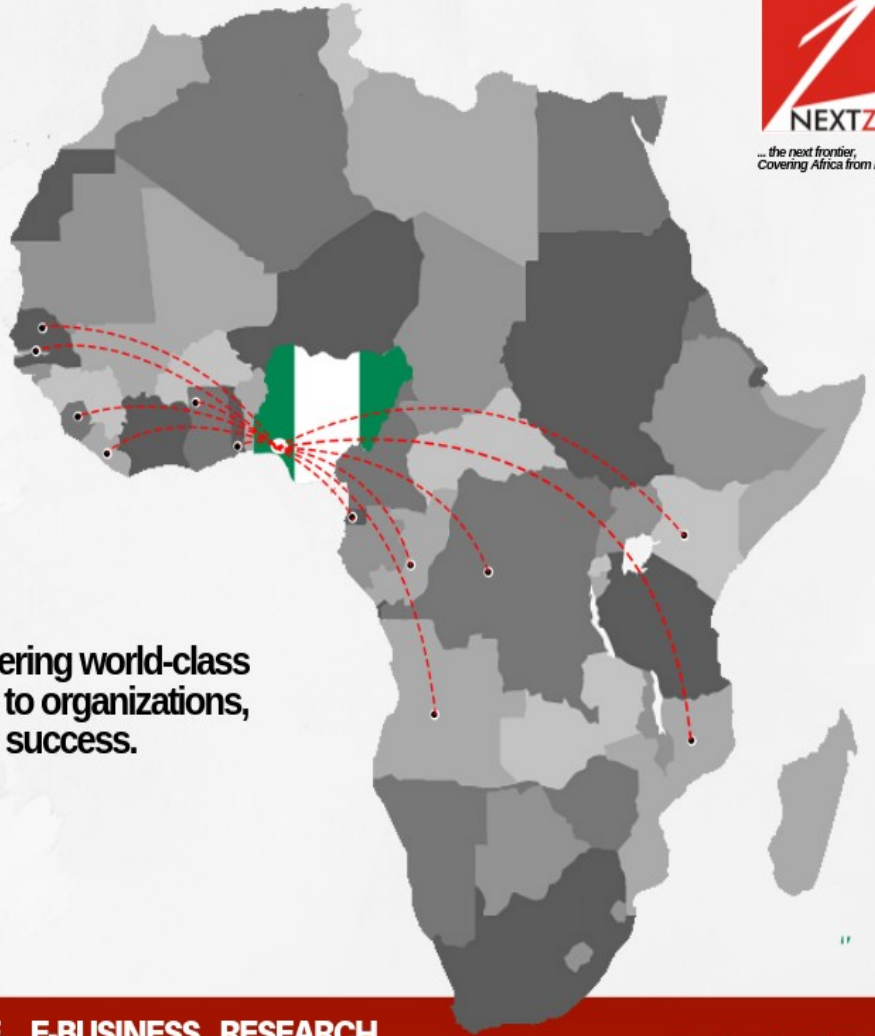 NEXTZ
... the next frontier,
Covering Africa from
ering world-class
to organizations,
success.
E-BUSINESS RESEARCH